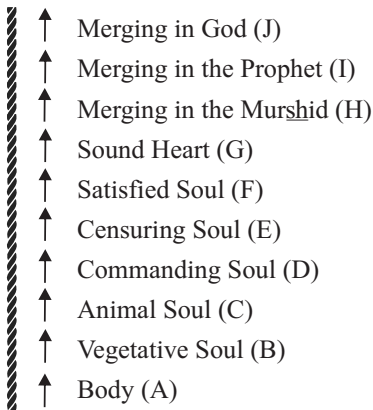 Merging in God (J)
Merging in the Prophet (I)
Merging in the Murshid (H)
Sound Heart (G)
Satisfied Soul (F)
Censuring Soul (E)
Commanding Soul (D)
Animal Soul (C)
Vegetative Soul (B)
Body (A)